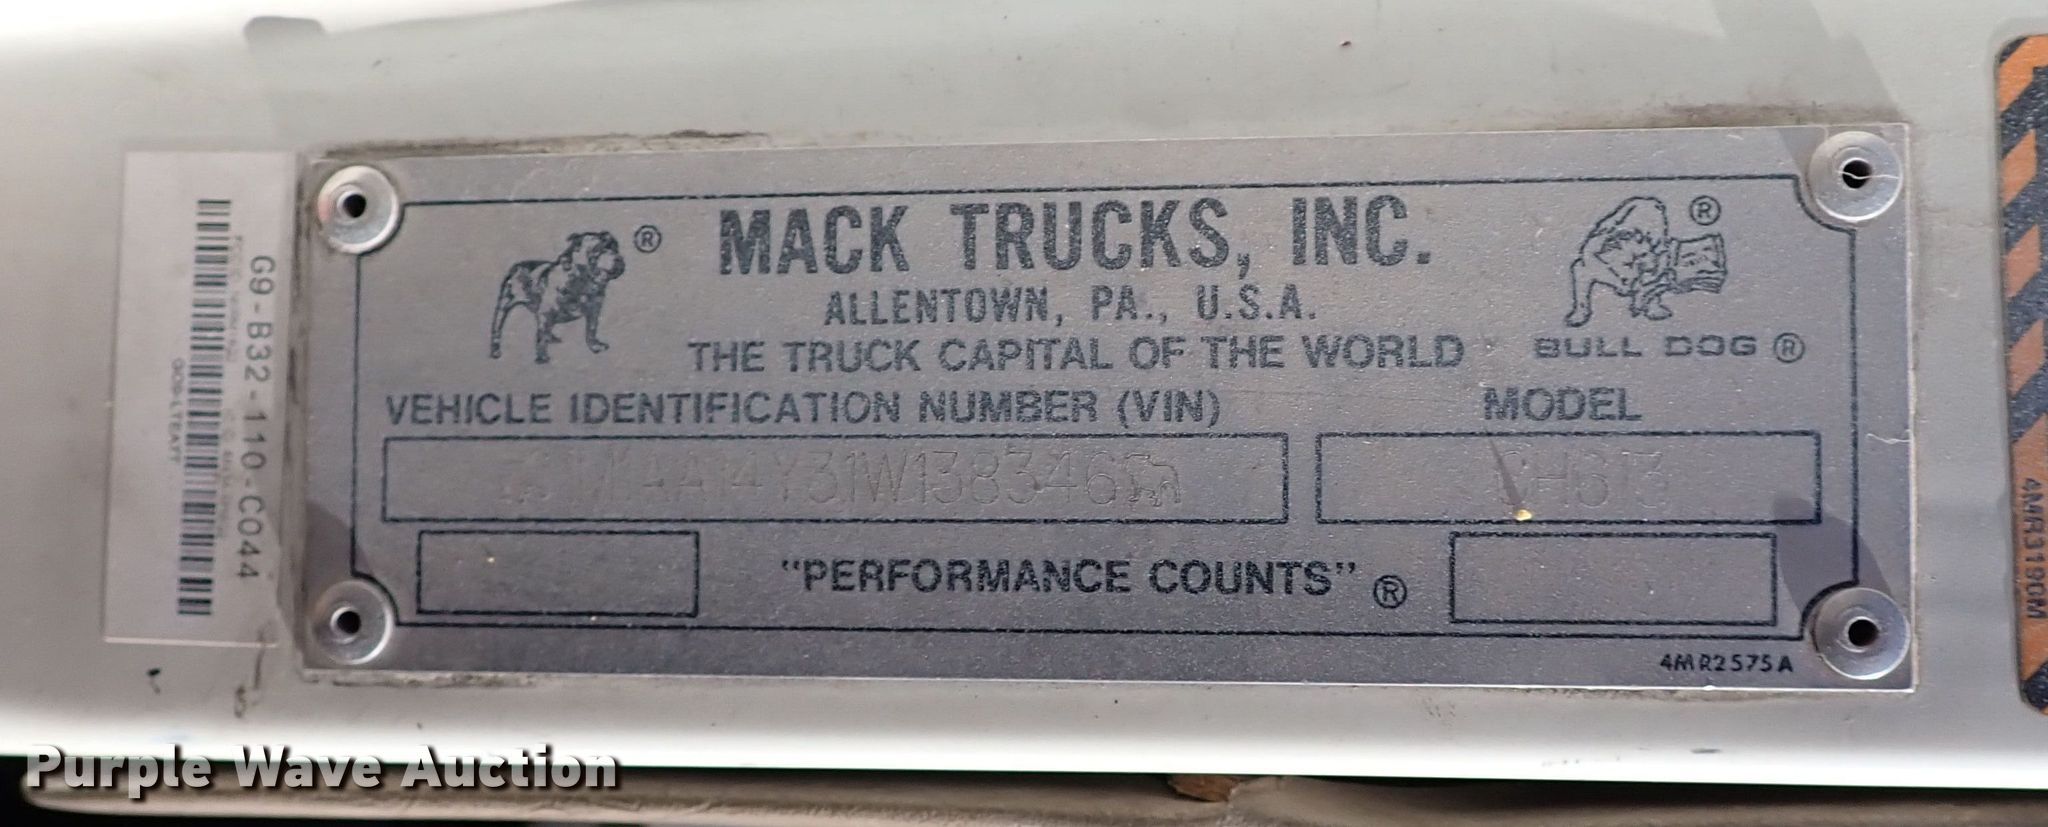 MACK TRUCKS, INC.
ALLENTOWN, PA., U.S.A.
THE TRUCK CAPITAL OF THE WORLD
BULL DOG ®
VEHICLE IDENTIFICATION NUMBER (VIN)
MODEL
CH613
"PERFORMANCE COUNTS" ®
4MR2575A
G9-B32-110-C044
4MR3190M
Purple Wave Auction